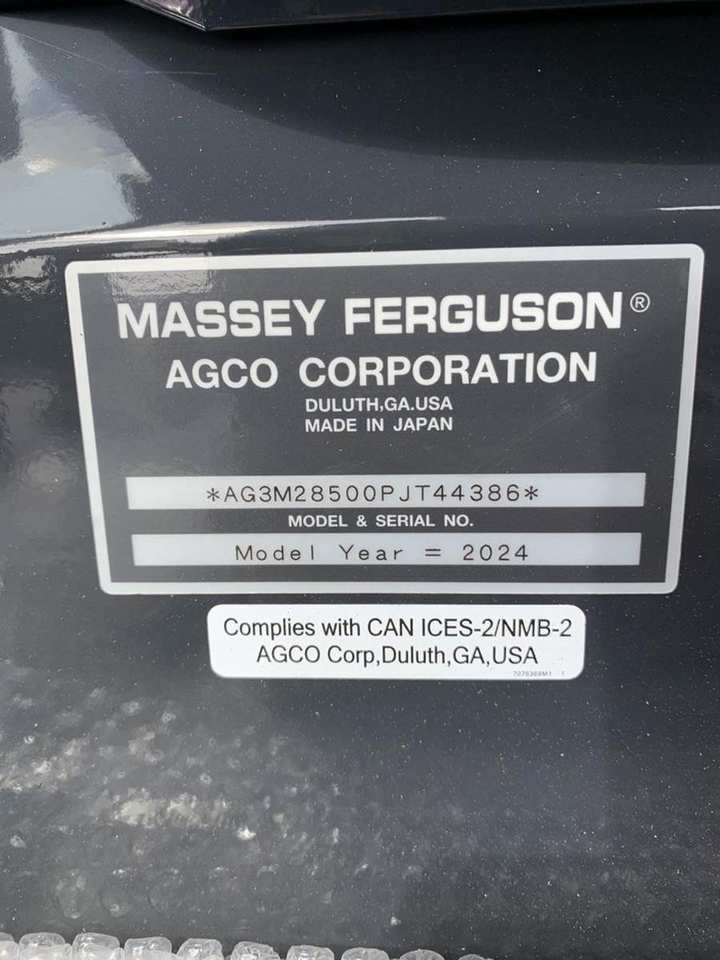 MASSEY FERGUSON®
AGCO CORPORATION
DULUTH,GA.USA
MADE IN JAPAN
*AG3M28500PJT44386*
MODEL & SERIAL NO.
Model Year = 2024
Complies with CAN ICES-2/NMB-2
AGCO Corp,Duluth,GA,USA